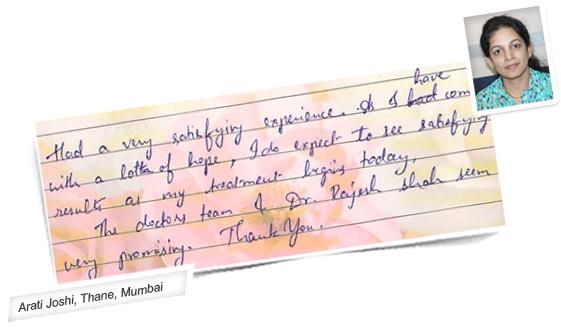 Had a very satisfying experience. As I have had com
with a lotta of hope, I do expect to see satisfying
results as my treatment begins today.
The doctors team & Dr. Rajesh Shah seem
very promising. Thank You.
Arati Joshi, Thane, Mumbai